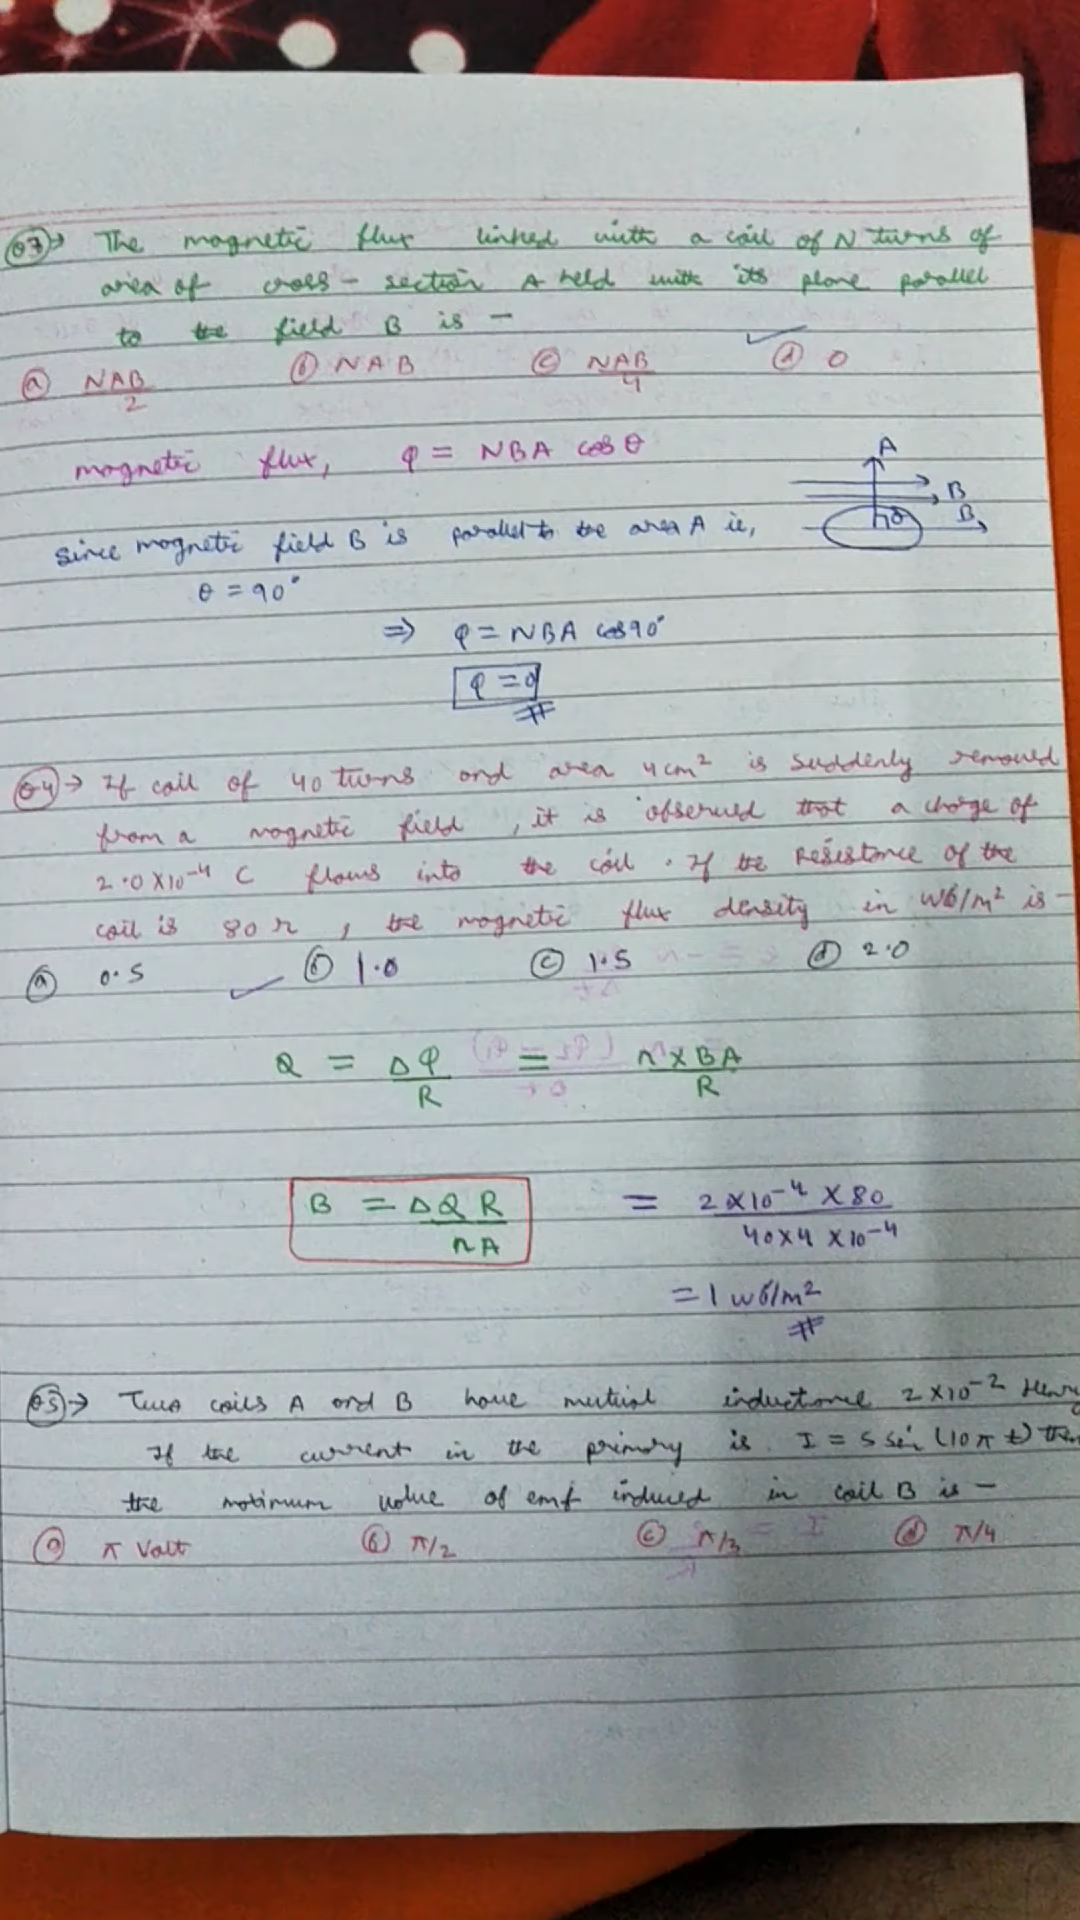 Q3→ The magnetic flux linked with a coil of N turns of
area of cross-section A held with its plane parallel
to the field B is -
(a) NAB/2 (b) NAB (c) NAB/4 (d) 0
magnetic flux, φ = NBA cos θ
A
B
B
since magnetic field B is parallel to the area A ie,
θ = 90°
⇒ φ = NBA cos90°
φ = 0
Q4→ If coil of 40 turns and area 4cm² is suddenly removed
from a magnetic field, it is observed that a charge of
2.0×10⁻⁴ C flows into the coil. If the Resistance of the
coil is 80 Ω, the magnetic flux density in Wb/m² is -
(a) 0.5 (b) 1.0 (c) 1.5 (d) 2.0
Q = Δφ/R = n×BA/R
B = ΔQ R/nA = 2×10⁻⁴ ×80/40×4×10⁻⁴
= 1 wb/m²
Q5→ Two coils A and B have mutual inductance 2×10⁻² Henry
If the current in the primary is I = 5 sin (10π t) then
the maximum value of emf induced in coil B is -
(a) π Volt (b) π/2 (c) π/3 (d) π/4